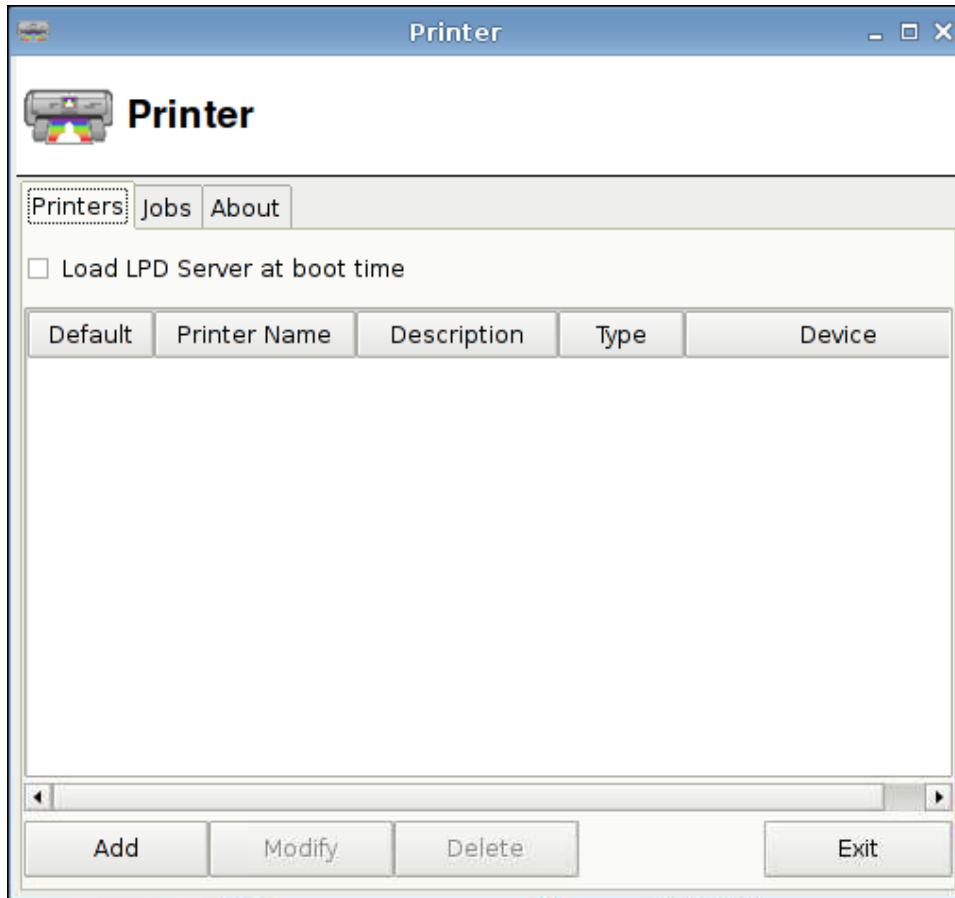 Printer
Printer
Printers Jobs About
Load LPD Server at boot time
Default Printer Name Description Type Device
Add Modify Delete Exit